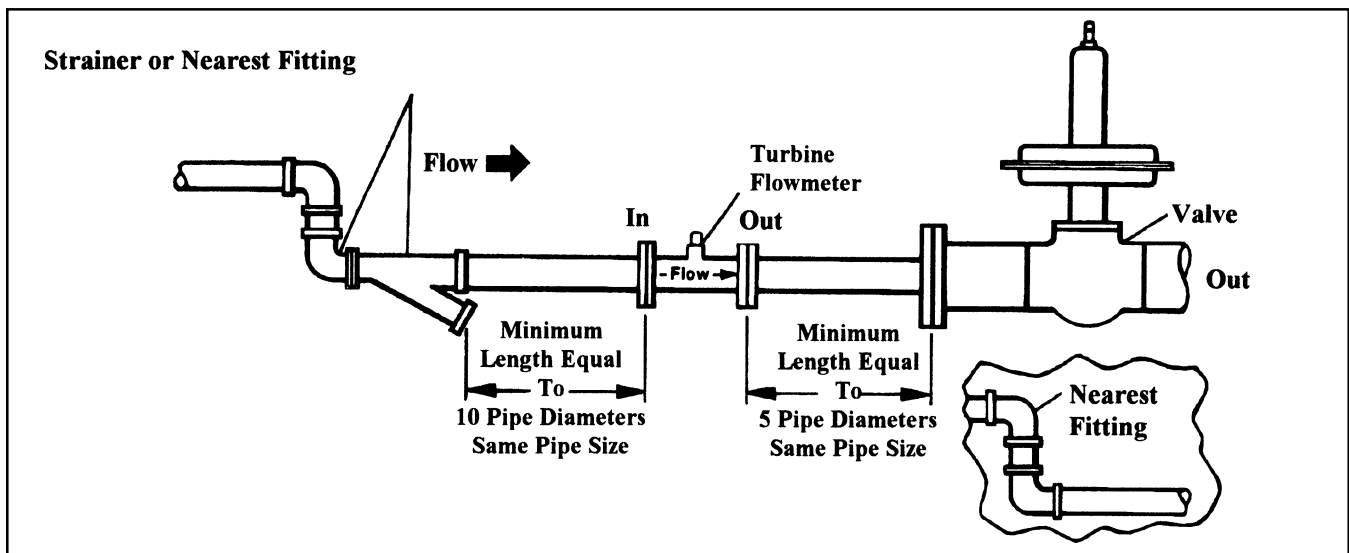 Strainer or Nearest Fitting
Flow
Turbine
Flowmeter
In
Out
Flow
Valve
Out
Minimum
Length Equal
To
10 Pipe Diameters
Same Pipe Size
Minimum
Length Equal
To
5 Pipe Diameters
Same Pipe Size
Nearest
Fitting